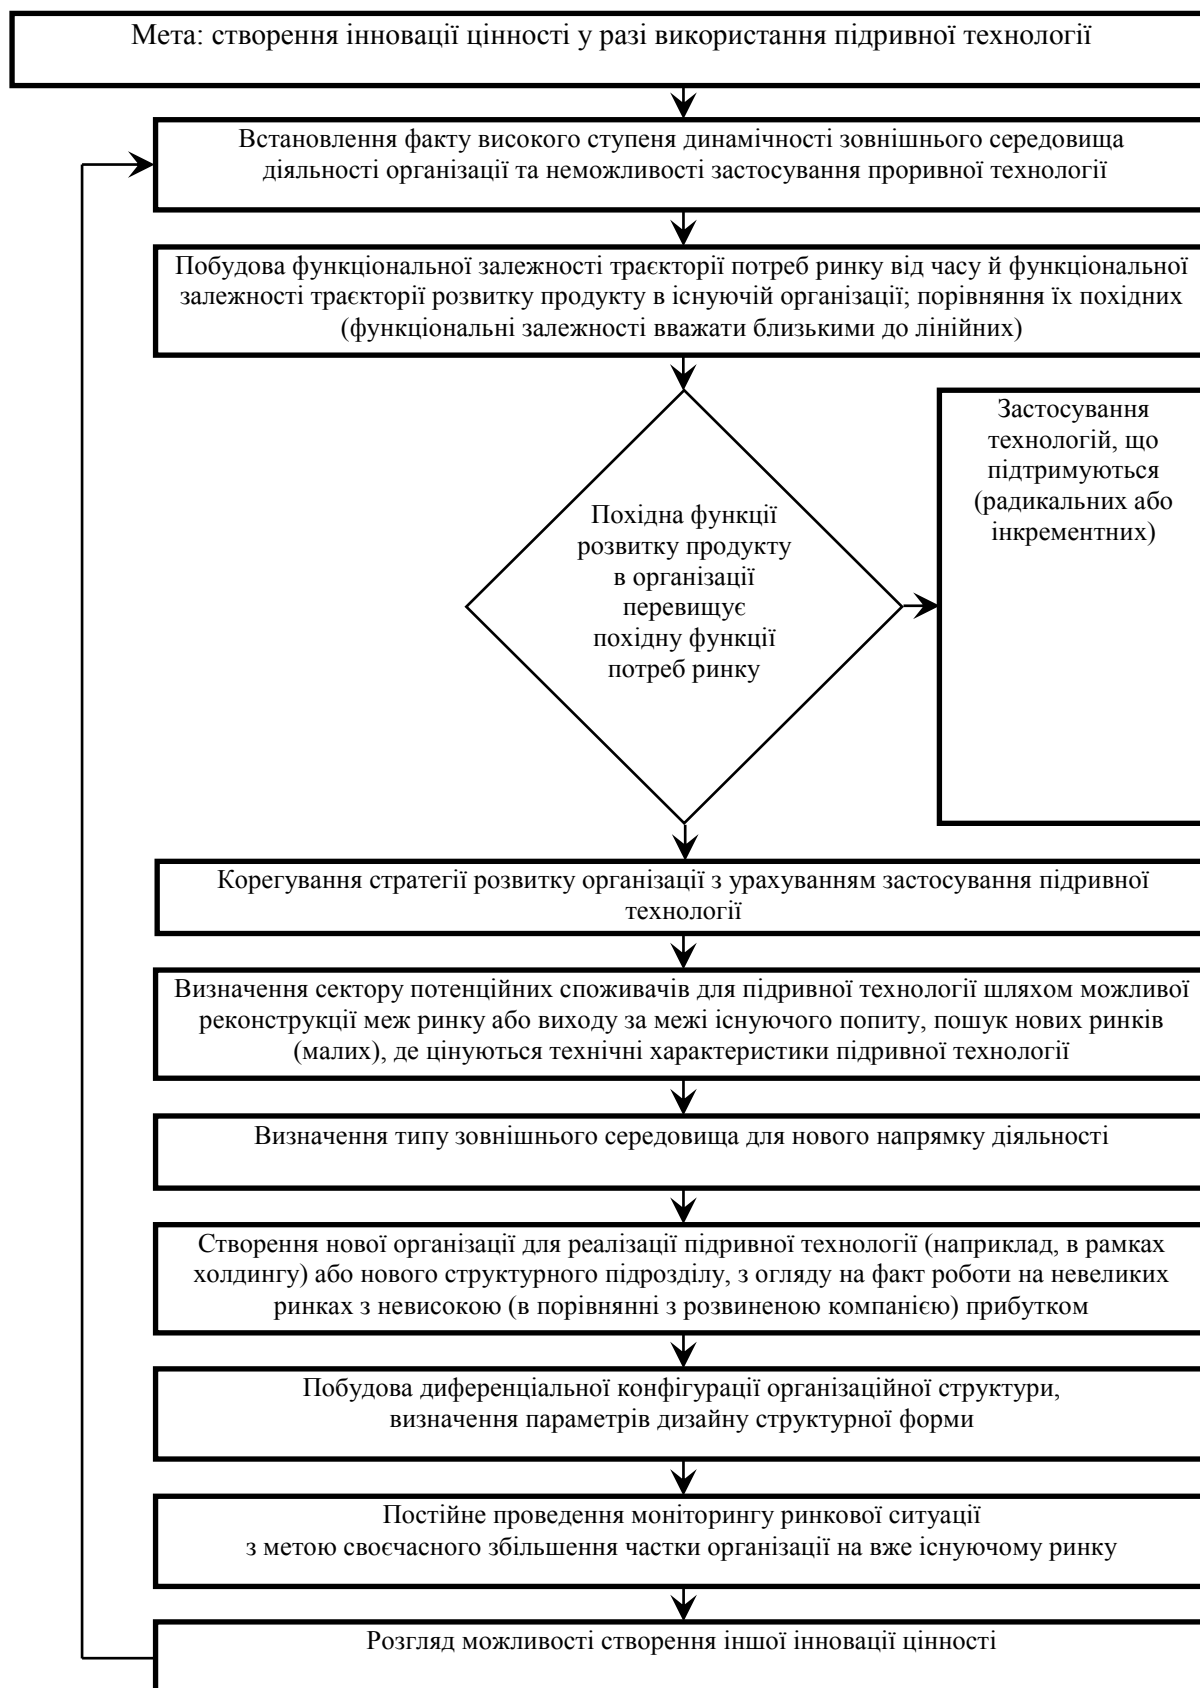 Мета: створення інновації цінності у разі використання підривної технології
Встановлення факту високого ступеня динамічності зовнішнього середовища
діяльності організації та неможливості застосування проривної технології
Побудова функціональної залежності траєкторії потреб ринку від часу й функціональної
залежності траєкторії розвитку продукту в існуючій організації; порівняння їх похідних
(функціональні залежності вважати близькими до лінійних)
Похідна функції
розвитку продукту
в організації
перевищує
похідну функції
потреб ринку
Застосування
технологій, що
підтримуються
(радикальних або
інкрементних)
Корегування стратегії розвитку організації з урахуванням застосування підривної
технології
Визначення сектору потенційних споживачів для підривної технології шляхом можливої
реконструкції меж ринку або виходу за межі існуючого попиту, пошук нових ринків
(малих), де цінуються технічні характеристики підривної технології
Визначення типу зовнішнього середовища для нового напрямку діяльності
Створення нової організації для реалізації підривної технології (наприклад, в рамках
холдингу) або нового структурного підрозділу, з огляду на факт роботи на невеликих
ринках з невисокою (в порівнянні з розвиненою компанією) прибутком
Побудова диференціальної конфігурації організаційної структури,
визначення параметрів дизайну структурної форми
Постійне проведення моніторингу ринкової ситуації
з метою своєчасного збільшення частки організації на вже існуючому ринку
Розгляд можливості створення іншої інновації цінності